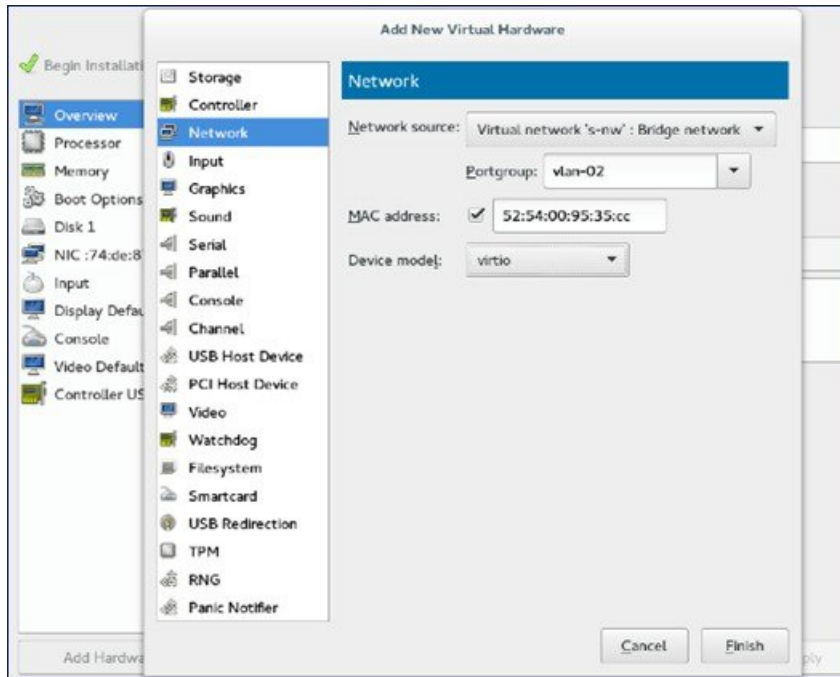 Add New Virtual Hardware
Begin Installati
Overview
Processor
Memory
Boot Options
Disk 1
NIC :74:de:8
Input
Display Defau
Console
Video Default
Controller US
Add Hardwa
Storage
Controller
Network
Input
Graphics
Sound
Serial
Parallel
Console
Channel
USB Host Device
PCI Host Device
Video
Watchdog
Filesystem
Smartcard
USB Redirection
TPM
RNG
Panic Notifier
Network
Network source: Virtual network 's-nw' : Bridge network
Portgroup: vlan-02
MAC address: 52:54:00:95:35:cc
Device model: virtio
Cancel Finish
ply